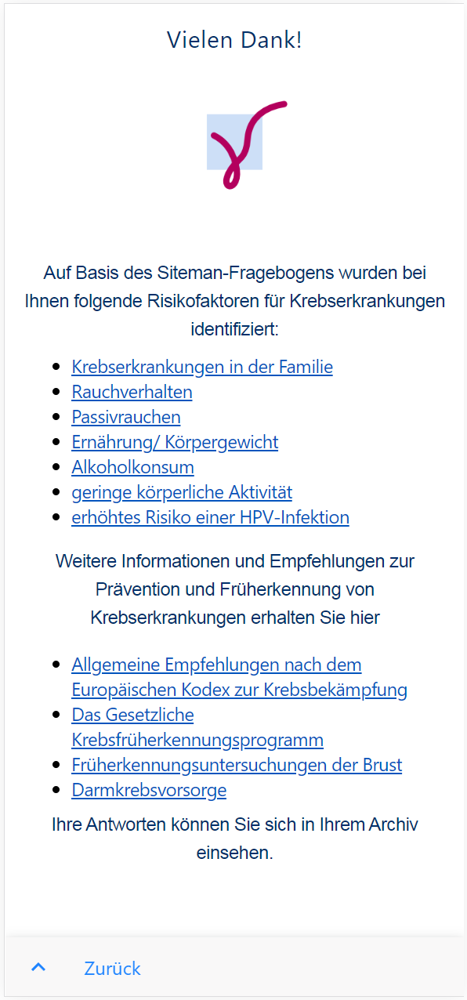 Vielen Dank!
Auf Basis des Siteman-Fragebogens wurden bei
Ihnen folgende Risikofaktoren für Krebserkrankungen
identifiziert:
Krebserkrankungen in der Familie
Rauchverhalten
Passivrauchen
Ernährung/ Körpergewicht
Alkoholkonsum
geringe körperliche Aktivität
erhöhtes Risiko einer HPV-Infektion
Weitere Informationen und Empfehlungen zur
Prävention und Früherkennung von
Krebserkrankungen erhalten Sie hier
Allgemeine Empfehlungen nach dem
Europäischen Kodex zur Krebsbekämpfung
Das Gesetzliche
Krebsfrüherkennungsprogramm
Früherkennungsuntersuchungen der Brust
Darmkrebsvorsorge
Ihre Antworten können Sie sich in Ihrem Archiv
einsehen.
Zurück